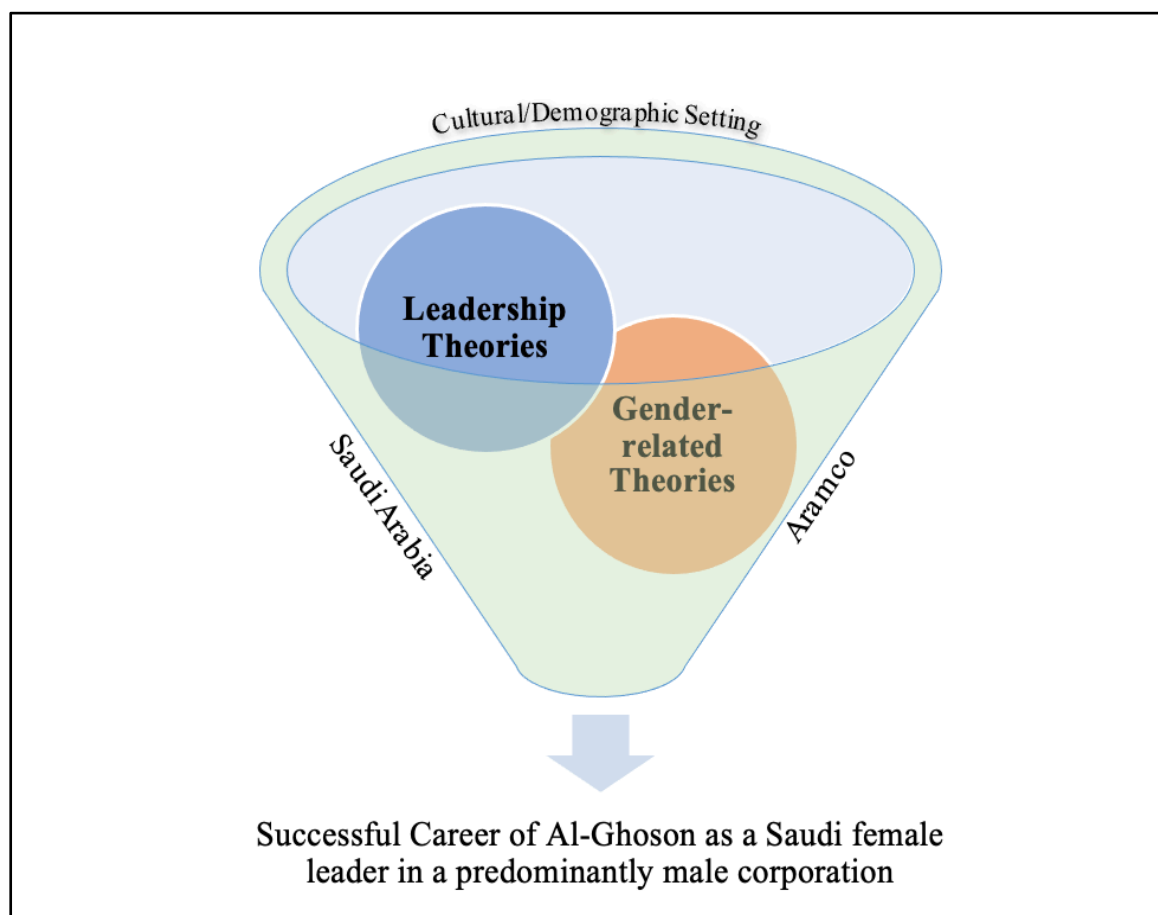 Cultural/Demographic Setting
Leadership
Theories
Gender-
related
Theories
Saudi Arabia
Aramco
Successful Career of Al-Ghoson as a Saudi female
leader in a predominantly male corporation